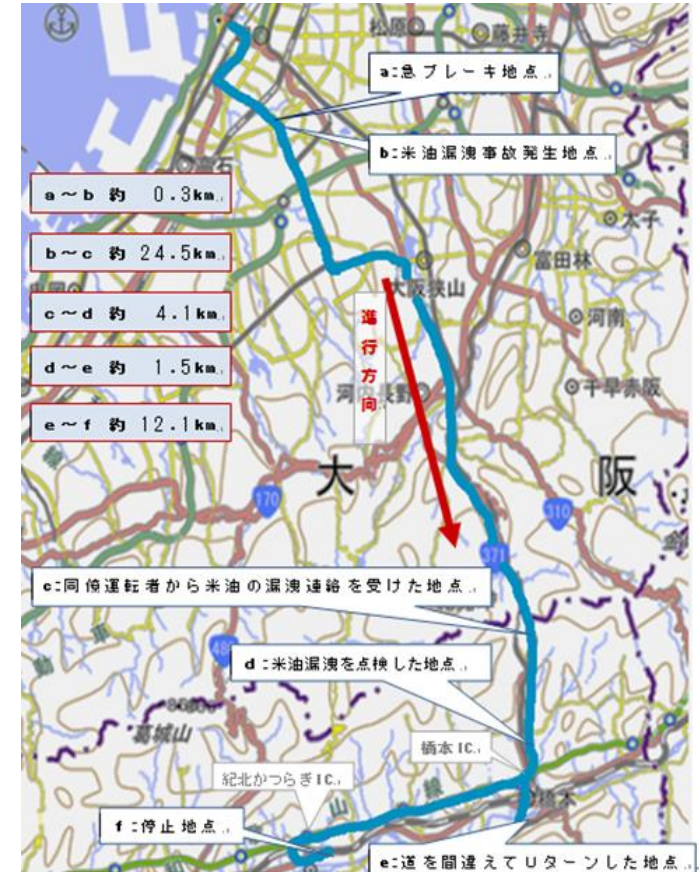 松原
藤井寺
a:急ブレーキ地点
b:米油漏洩事故発生地点
高石
a～b 約 0.3km
太子
富田林
b～c 約 24.5km
大阪狭山
c～d 約 4.1km
進行方向
河南
d～e 約 1.5km
河内長野
千早赤阪
e～f 約 12.1km
大
阪
170
310
371
c:同僚運転者から米油の漏洩連絡を受けた地点
480
d:米油漏洩を点検した地点
葛城山
橋本IC
紀北かつらぎIC
山
線
橋本
f:停止地点
e:道を間違えてUターンした地点